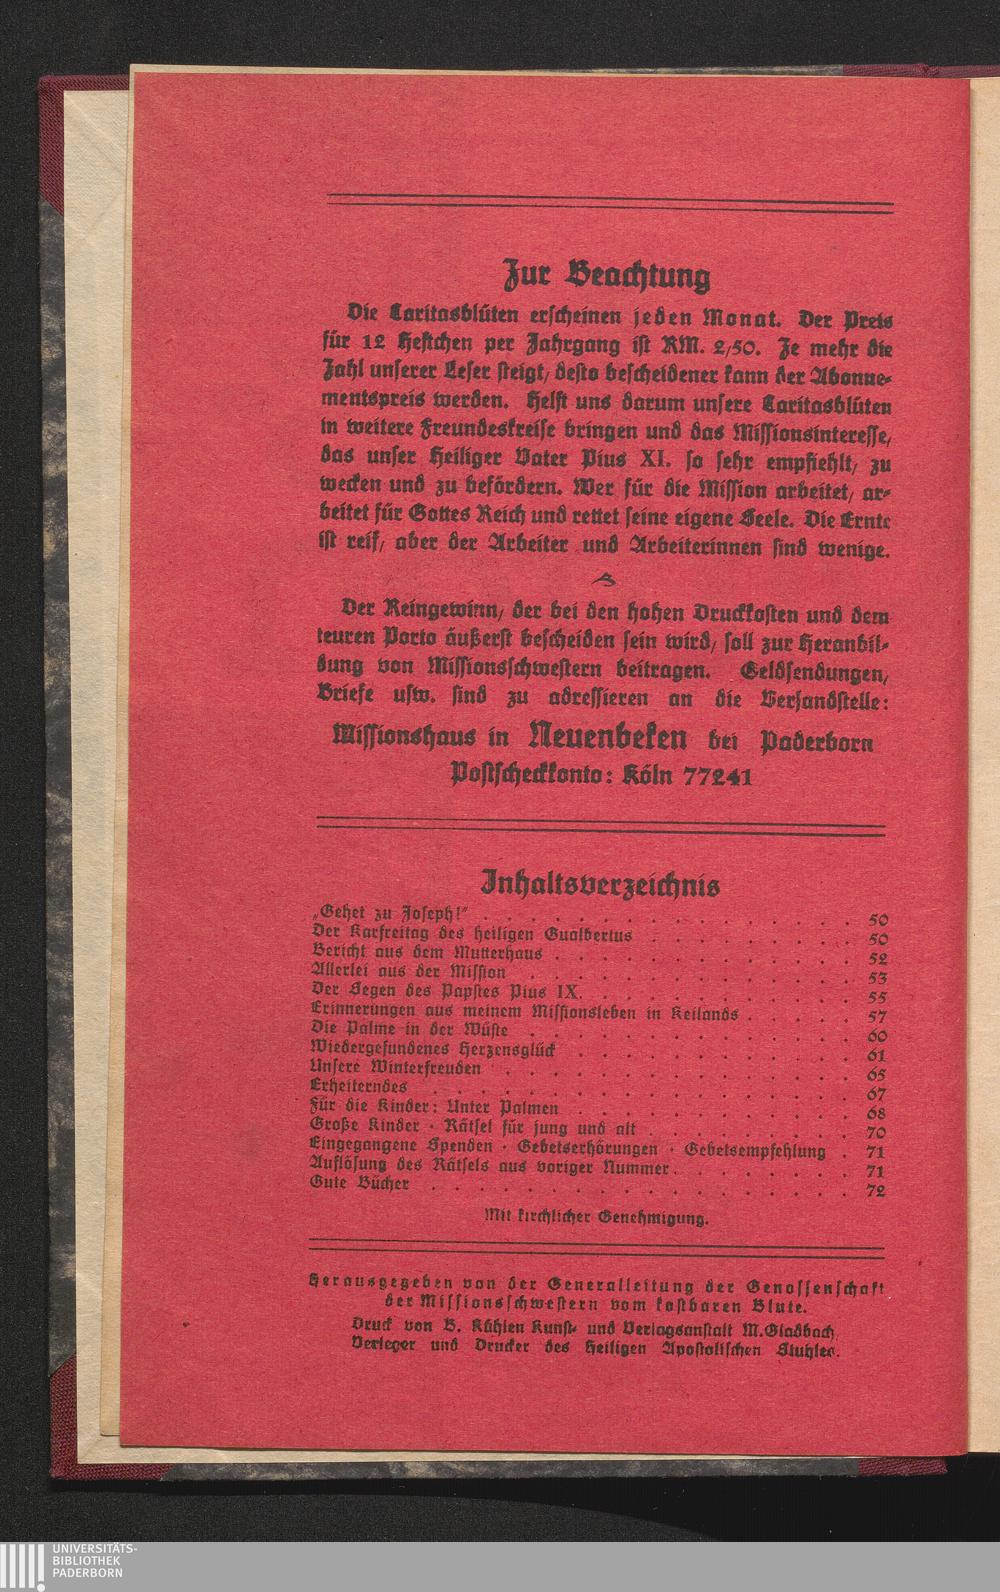 Zur Beachtung
Die Caritasblüten erscheinen jeden Monat. Der Preis
für 12 Heftchen per Jahrgang ist RM. 2,50. Je mehr die
Zahl unserer Leser steigt, desto bescheidener kann der Abonne-
mentspreis werden. Helft uns darum unsere Caritasblüten
in weitere Freundeskreise bringen und das Missionsinteresse,
das unser Heiliger Vater Pius XI. so sehr empfiehlt, zu
wecken und zu befördern. Wer für die Mission arbeitet, ar-
beitet für Gottes Reich und rettet seine eigene Seele. Die Ernte
ist reif, aber der Arbeiter und Arbeiterinnen sind wenige.
Der Reingewinn, der bei den hohen Druckkosten und dem
teuren Porto äußerst bescheiden sein wird, soll zur Heranbil-
dung von Missionsschwestern beitragen. Geldsendungen,
Briefe usw. sind zu adressieren an die Versandstelle:
Missionshaus in Neuenbeken bei Paderborn
Postscheckkonto: Köln 77241
Inhaltsverzeichnis
„Gehet zu Joseph!" . . . . . . . . . . . . . . . . 50
Der Karfreitag des heiligen Gualbertus . . . . . . . . . 50
Bericht aus dem Mutterhaus . . . . . . . . . . . . . 52
Allerlei aus der Mission . . . . . . . . . . . . . . 53
Der Segen des Papstes Pius IX. . . . . . . . . . . . 55
Erinnerungen aus meinem Missionsleben in Keilands . . . . . 57
Die Palme in der Wüste . . . . . . . . . . . . . . 60
Wiedergefundenes Herzensglück . . . . . . . . . . . . 61
Unsere Winterfreuden . . . . . . . . . . . . . . . 65
Erheiterndes . . . . . . . . . . . . . . . . . . 67
Für die Kinder: Unter Palmen . . . . . . . . . . . . 68
Große Kinder · Rätsel für jung und alt . . . . . . . . . 70
Eingegangene Spenden · Gebetserhörungen · Gebetsempfehlung . 71
Auflösung des Rätsels aus voriger Nummer . . . . . . . . 71
Gute Bücher . . . . . . . . . . . . . . . . . . 72
Mit kirchlicher Genehmigung.
Herausgegeben von der Generalleitung der Genossenschaft
der Missionsschwestern vom kostbaren Blute.
Druck von B. Kühlen Kunst- und Verlagsanstalt M.Gladbach,
Verleger und Drucker des Heiligen Apostolischen Stuhles.
UNIVERSITÄTS-
BIBLIOTHEK
PADERBORN